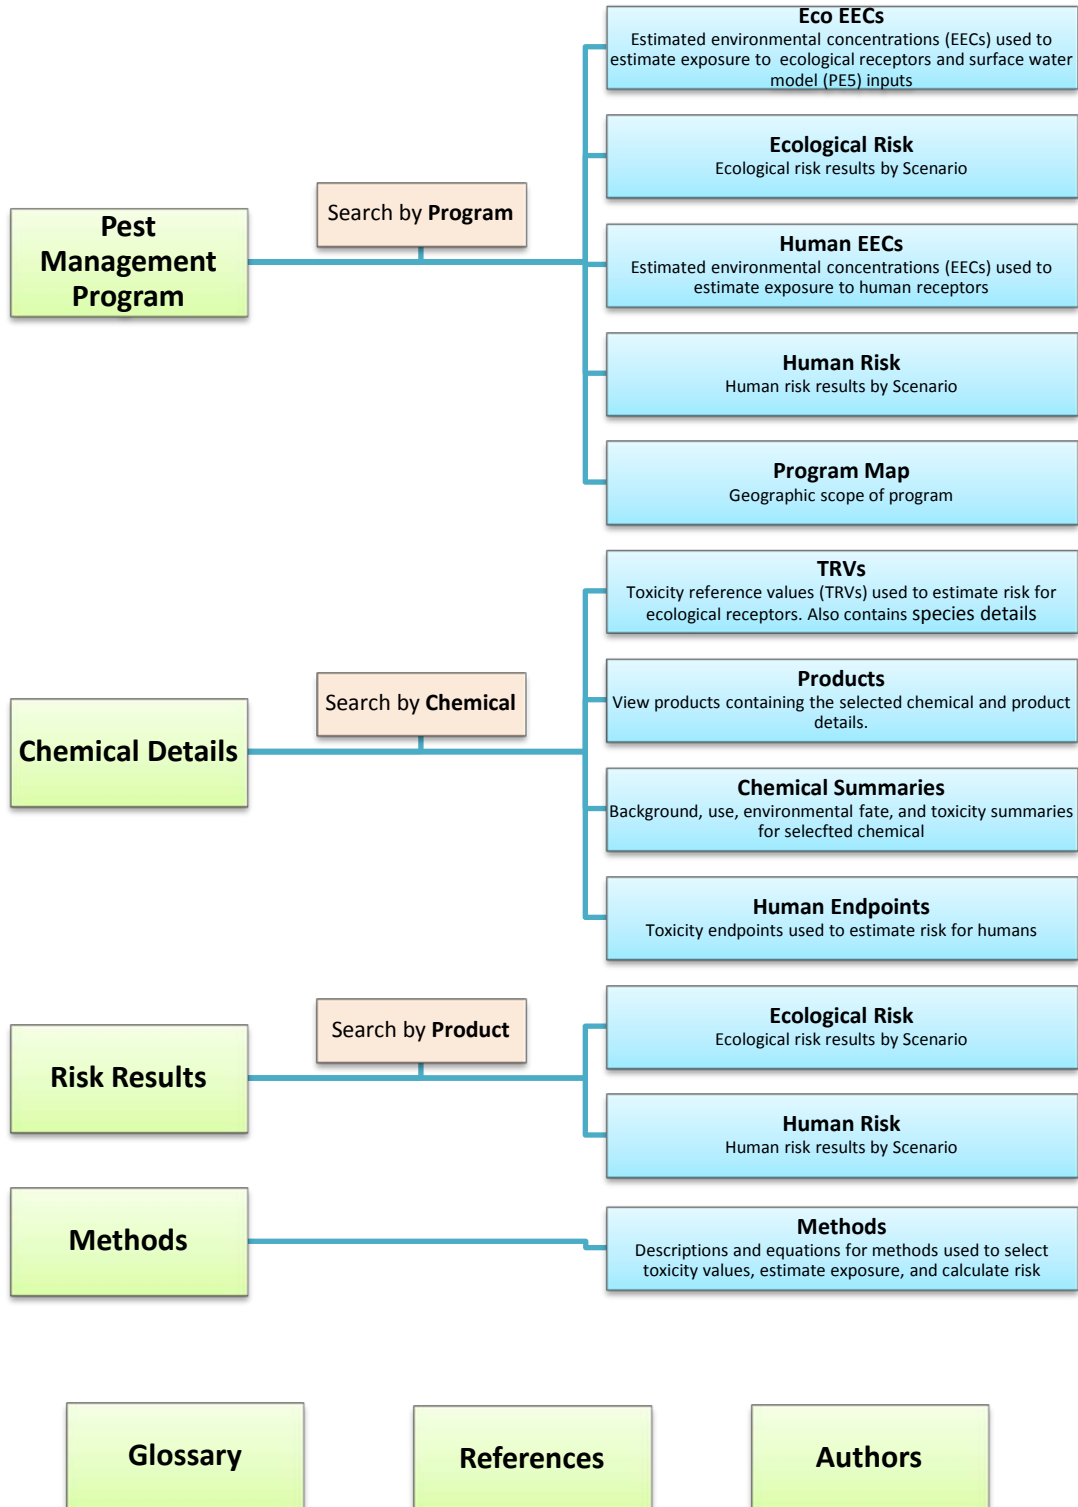 Eco EECs
Estimated environmental concentrations (EECs) used to
estimate exposure to ecological receptors and surface water
model (PE5) inputs
Ecological Risk
Ecological risk results by Scenario
Search by Program
Pest
Management
Program
Human EECs
Estimated environmental concentrations (EECs) used to
estimate exposure to human receptors
Human Risk
Human risk results by Scenario
Program Map
Geographic scope of program
TRVs
Toxicity reference values (TRVs) used to estimate risk for
ecological receptors. Also contains species details
Search by Chemical
Products
View products containing the selected chemical and product
details.
Chemical Details
Chemical Summaries
Background, use, environmental fate, and toxicity summaries
for selecfted chemical
Human Endpoints
Toxicity endpoints used to estimate risk for humans
Search by Product
Ecological Risk
Ecological risk results by Scenario
Risk Results
Human Risk
Human risk results by Scenario
Methods
Methods
Descriptions and equations for methods used to select
toxicity values, estimate exposure, and calculate risk
Glossary
References
Authors